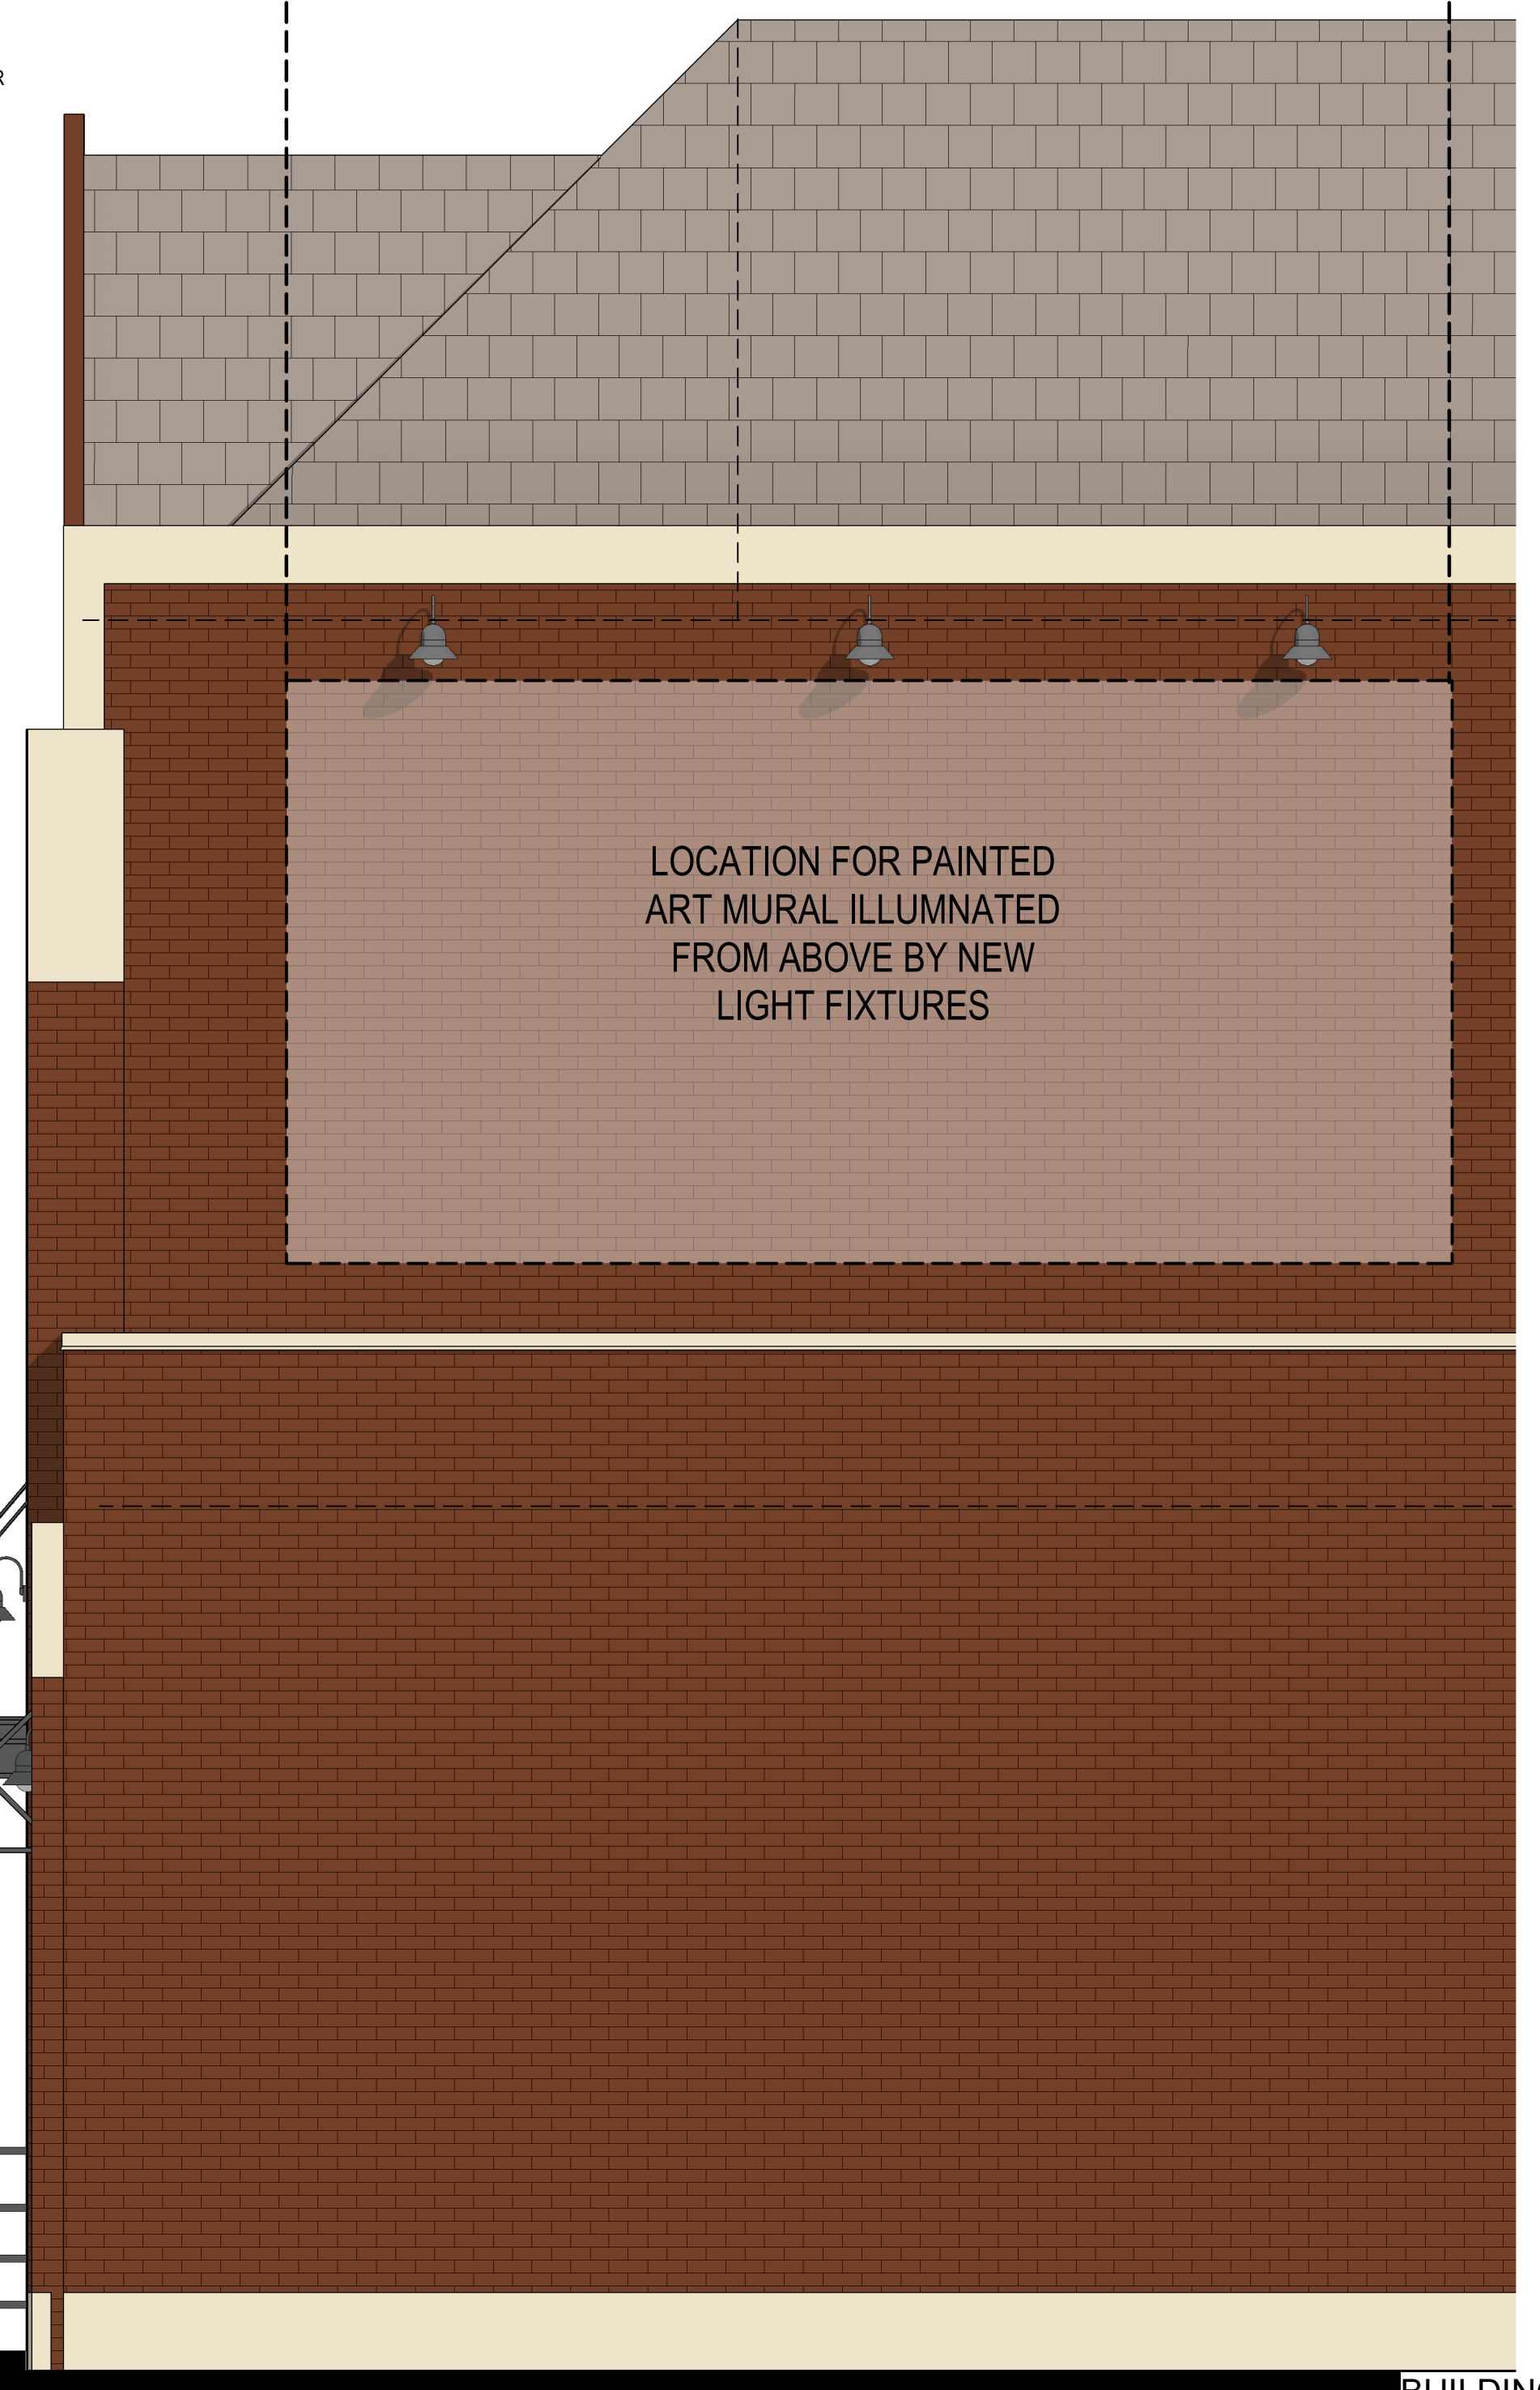 R
LOCATION FOR PAINTED
ART MURAL ILLUMNATED
FROM ABOVE BY NEW
LIGHT FIXTURES